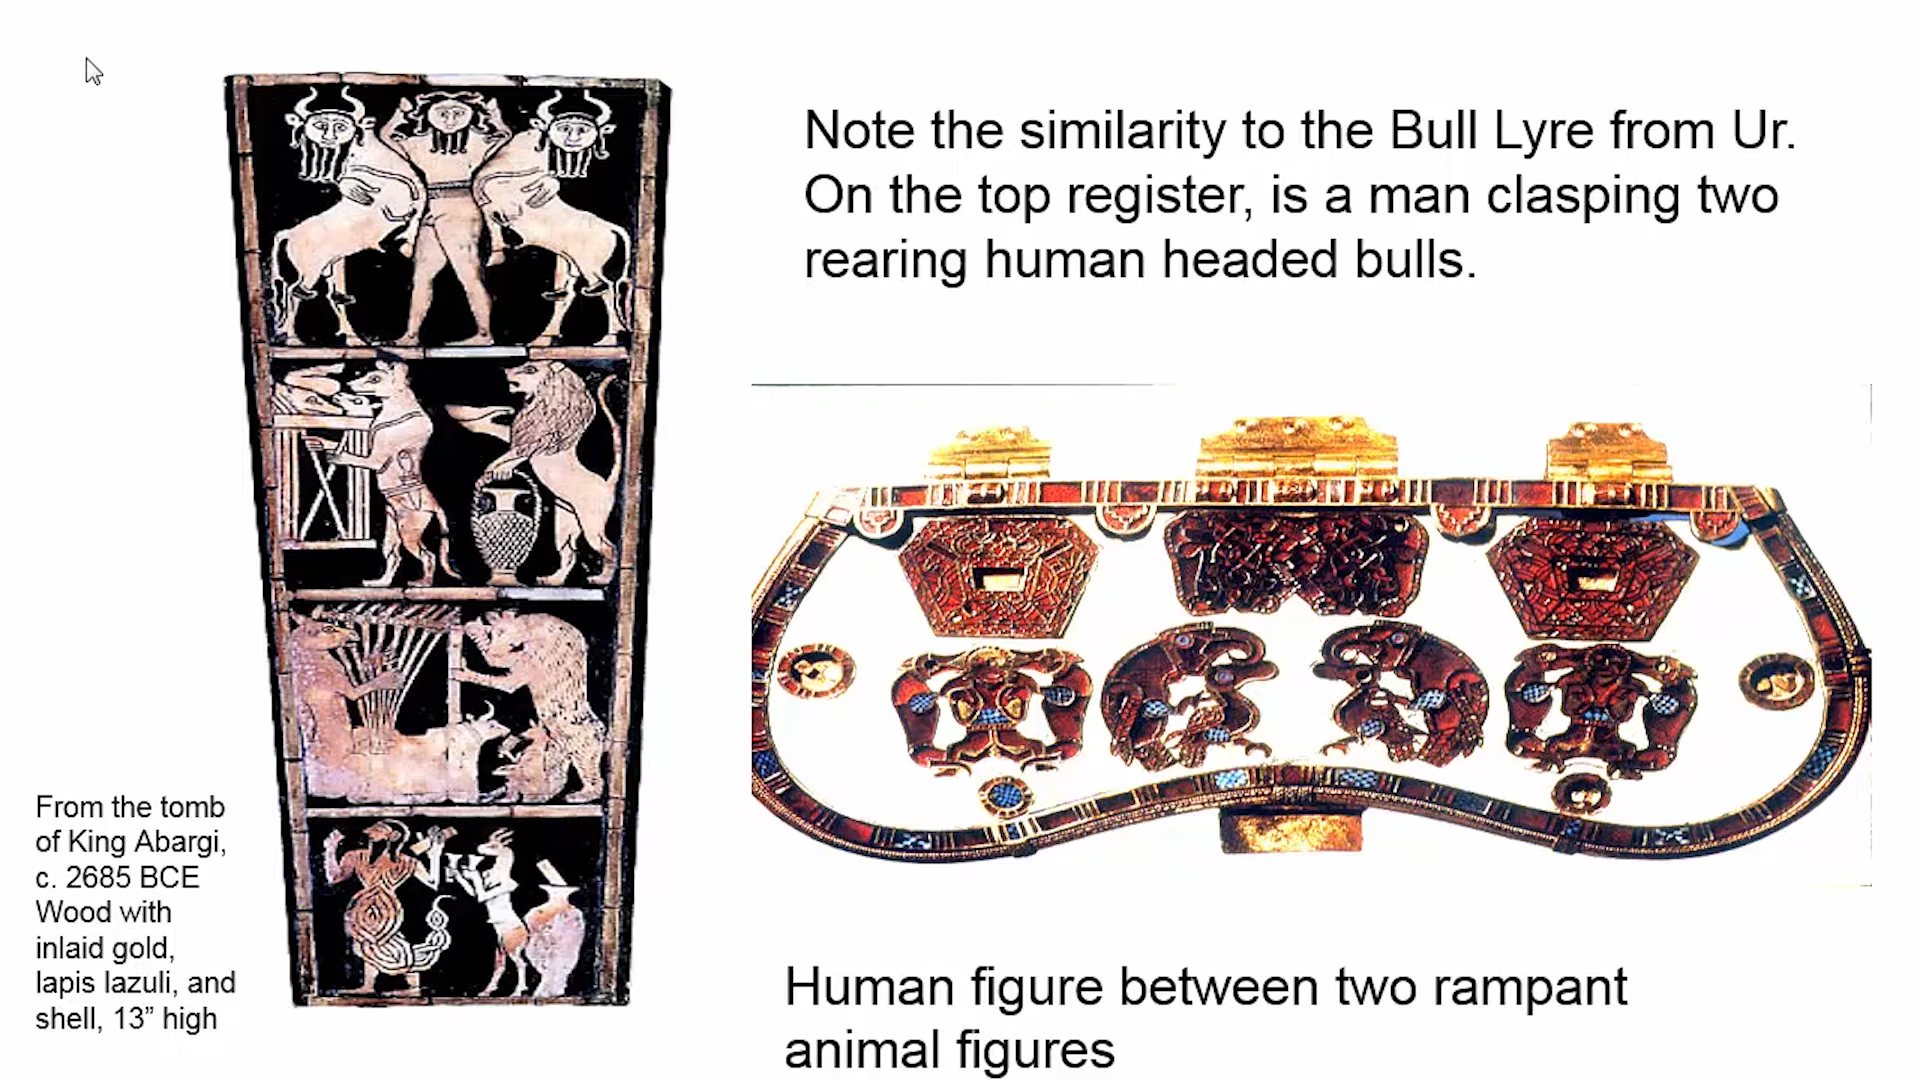 Note the similarity to the Bull Lyre from Ur.
On the top register, is a man clasping two
rearing human headed bulls.
From the tomb
of King Abargi,
c. 2685 BCE
Wood with
inlaid gold,
lapis lazuli, and
shell, 13” high
Human figure between two rampant
animal figures